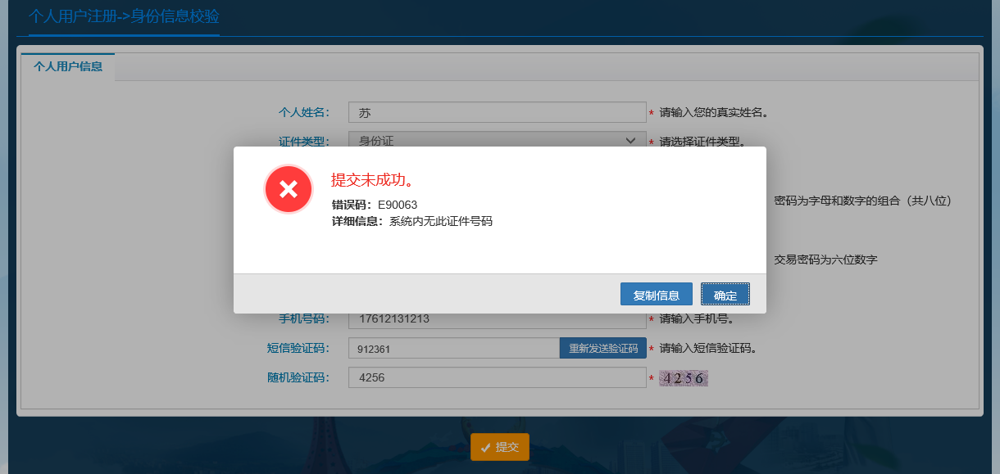 个人用户注册->身份信息校验
个人用户信息
个人姓名： 苏 * 请输入您的真实姓名。
证件类型： 身份证 * 请选择证件类型。
提交未成功。
错误码：E90063
详细信息：系统内无此证件号码
密码为字母和数字的组合（共八位）
交易密码为六位数字
复制信息 确定
手机号码： 17612131213 * 请输入手机号。
短信验证码： 912361 重新发送验证码 * 请输入短信验证码。
随机验证码： 4256 * 4256
提交